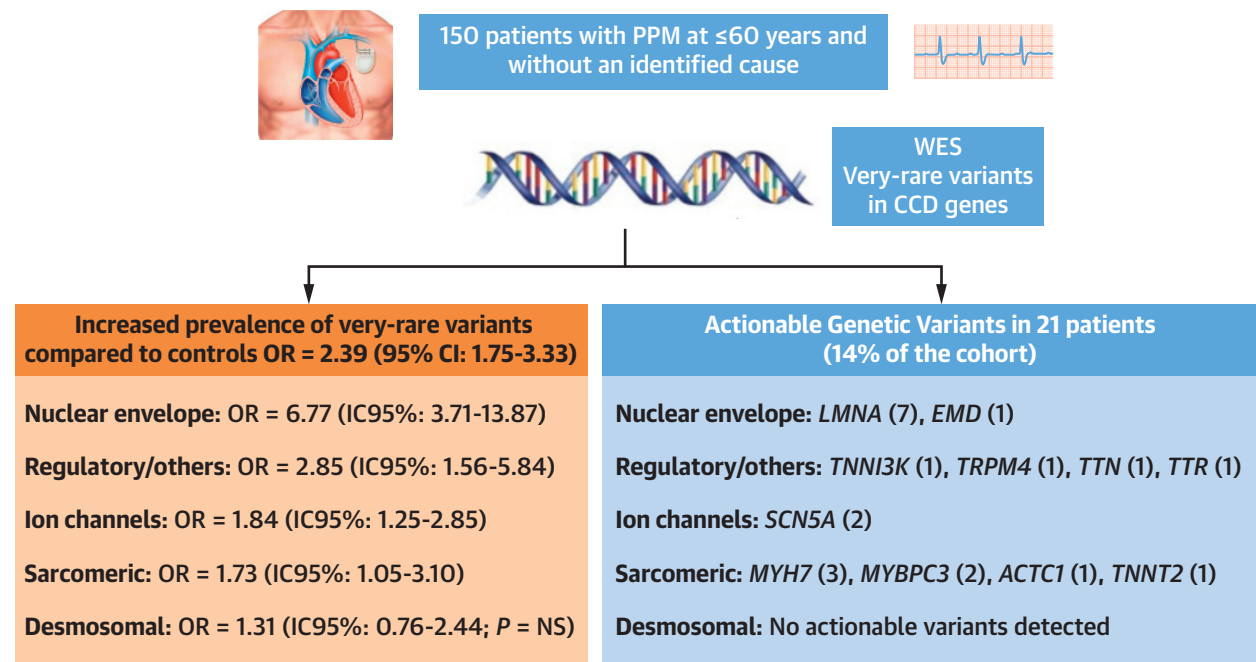 150 patients with PPM at ≤60 years and
without an identified cause
WES
Very-rare variants
in CCD genes
Increased prevalence of very-rare variants
compared to controls OR = 2.39 (95% CI: 1.75-3.33)
Nuclear envelope: OR = 6.77 (IC95%: 3.71-13.87)
Regulatory/others: OR = 2.85 (IC95%: 1.56-5.84)
Ion channels: OR = 1.84 (IC95%: 1.25-2.85)
Sarcomeric: OR = 1.73 (IC95%: 1.05-3.10)
Desmosomal: OR = 1.31 (IC95%: 0.76-2.44; P = NS)
Actionable Genetic Variants in 21 patients
(14% of the cohort)
Nuclear envelope: LMNA (7), EMD (1)
Regulatory/others: TNNI3K (1), TRPM4 (1), TTN (1), TTR (1)
Ion channels: SCN5A (2)
Sarcomeric: MYH7 (3), MYBPC3 (2), ACTC1 (1), TNNT2 (1)
Desmosomal: No actionable variants detected